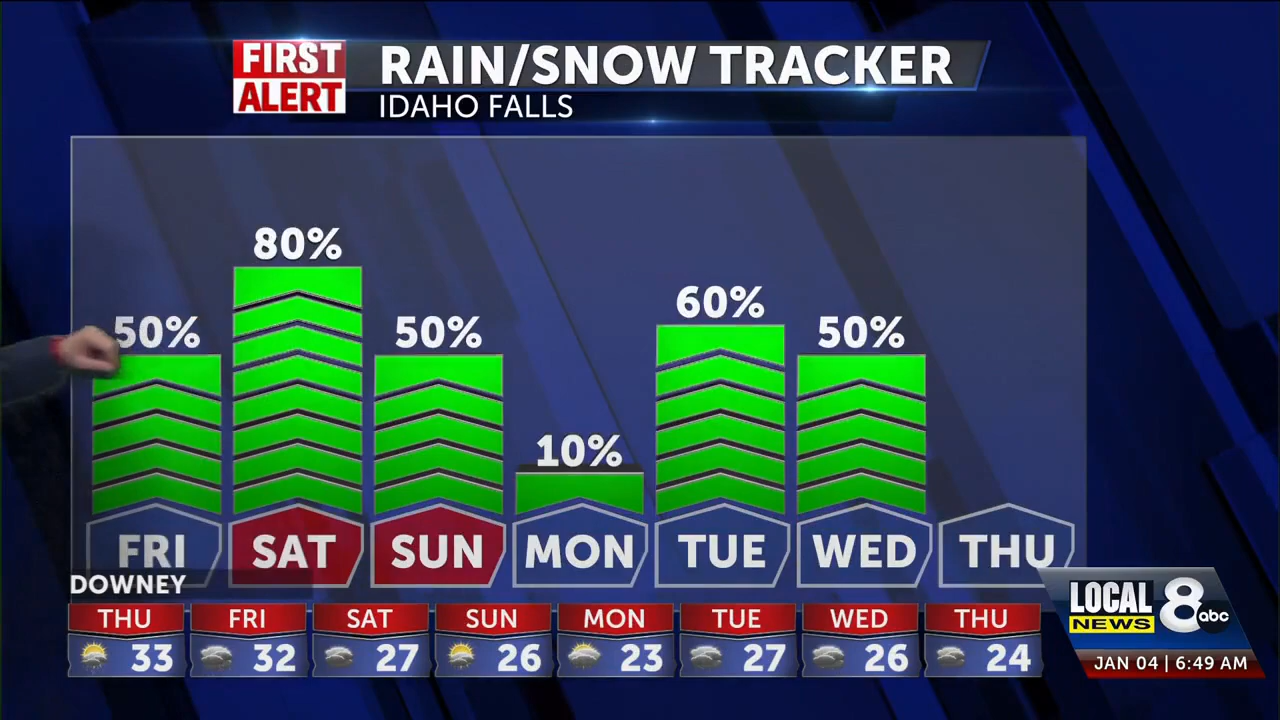 FIRST ALERT
RAIN/SNOW TRACKER
IDAHO FALLS
50% 80% 50% 10% 60% 50%
FRI SAT SUN MON TUE WED THU
DOWNEY
THU FRI SAT SUN MON TUE WED THU
33 32 27 26 23 27 26 24
LOCAL NEWS 8 abc
JAN 04 | 6:49 AM